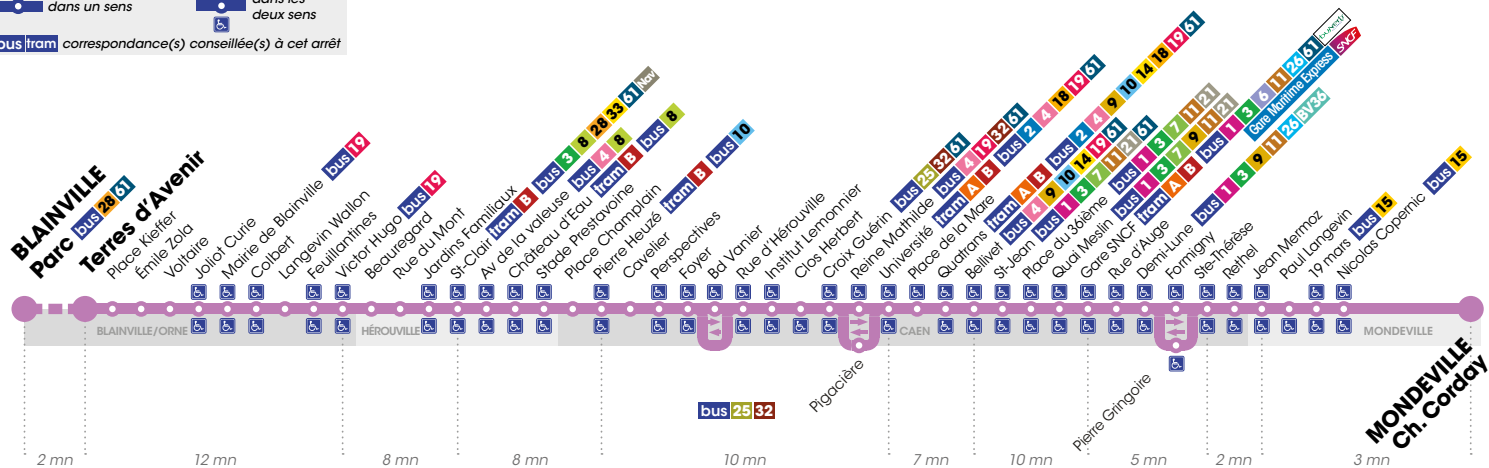 dans un sens
dans les
deux sens
bus tram correspondance(s) conseillée(s) à cet arrêt
BLAINVILLE
Parc bus 28 61
Terres d'Avenir
Place Kieffer
Émile Zola
Voltaire
Joliot Curie
Mairie de Blainville bus 19
Colbert
Langevin Wallon
Feuillantines
Victor Hugo bus 19
Beauregard
Rue du Mont
Jardins Familiaux
St-Clair tram B bus 3 8 28 33 61 Nav
Av de la valeuse bus 4 8
Château d'Eau tram B bus 8
Stade Prestavoine
Place Champlain
Pierre Heuzé tram B bus 10
Cavelier
Perspectives
Foyer
Bd Vanier
Rue d'Hérouville
Institut Lemonnier
Clos Herbert
Croix Guérin bus 25 32 61
Reine Mathilde bus 4 19 32 61
Université tram A B bus 2 4 18 19 61
Place de la Mare
Quatrans tram A B bus 2 4 9 10 14 18 19 61
Bellivet bus 4 9 10 14 19 61
St-Jean bus 1 3 7 11 21 61
Place du 36ième bus 1 3 7 11 21
Quai Meslin bus 1 3 7 9 11 21
Gare SNCF tram A B bus 1 3 6 11 26 61
Gare Maritime Express SNCF
Rue d'Auge
Demi-Lune bus 1 3 9 11 26 BV36
Formigny
Ste-Thérèse
Rethel
Jean Mermoz
Paul Langevin
19 mars bus 15
Nicolas Copernic bus 15
BLAINVILLE/ORNE
HÉROUVILLE
CAEN
MONDEVILLE
Pigacière
Pierre Gringoire
bus 25 32
MONDEVILLE
Ch. Corday
2 mn
12 mn
8 mn
8 mn
10 mn
7 mn
10 mn
5 mn
2 mn
3 mn